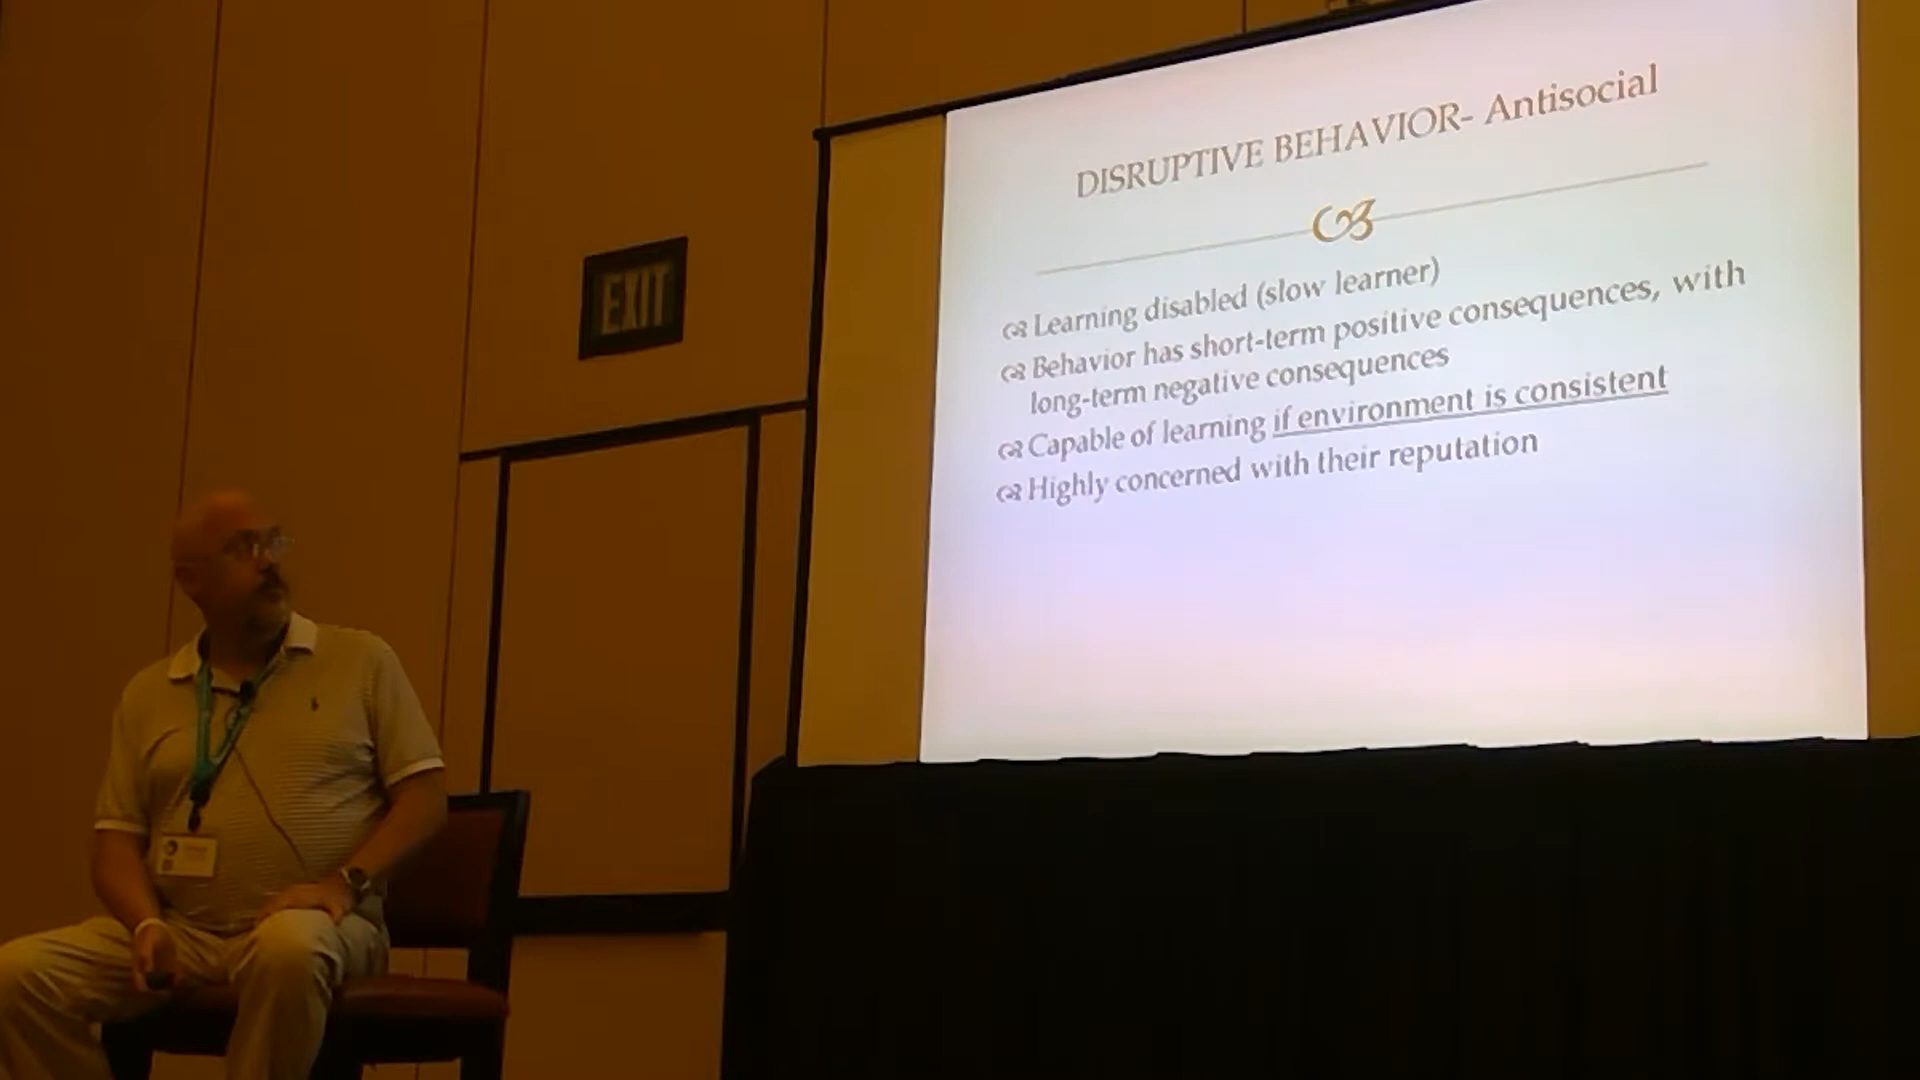 EXIT
DISRUPTIVE BEHAVIOR- Antisocial
Learning disabled (slow learner)
Behavior has short-term positive consequences, with
long-term negative consequences
Capable of learning if environment is consistent
Highly concerned with their reputation